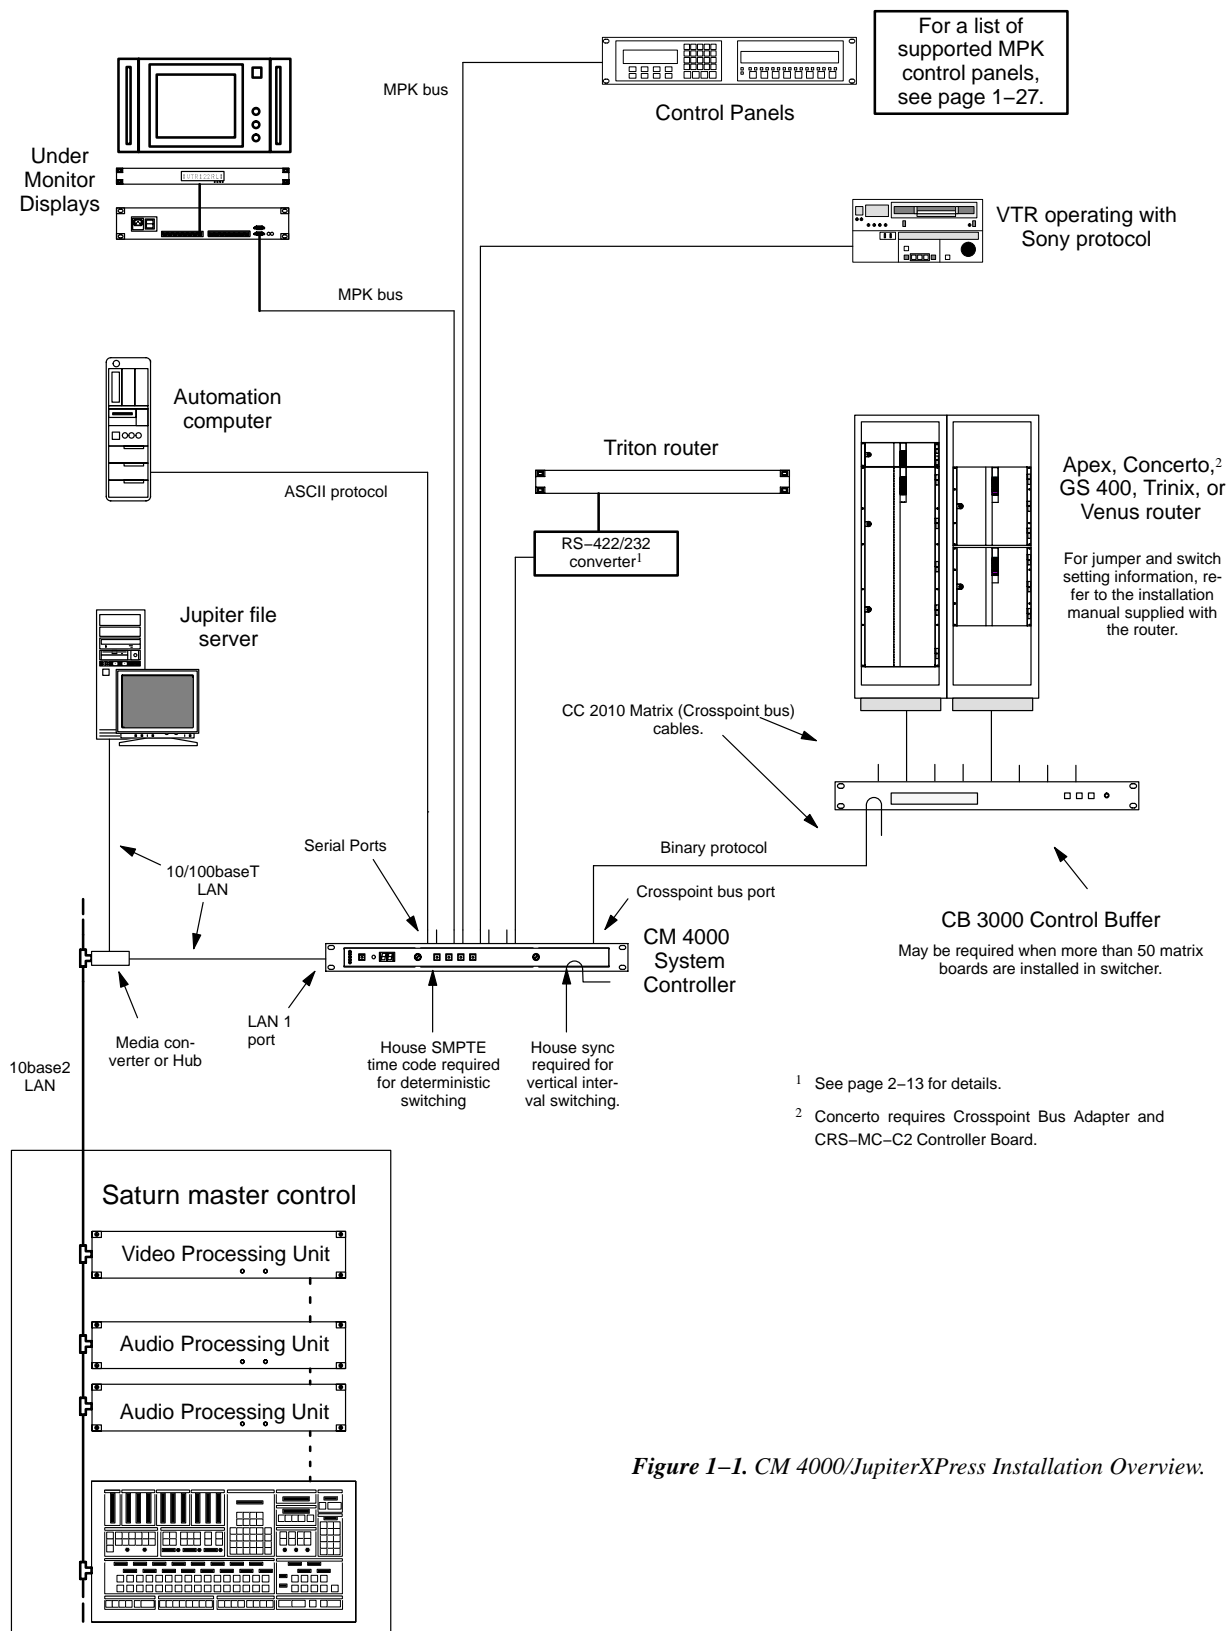 For a list of
supported MPK
control panels,
see page 1–27.
MPK bus
Control Panels
Under
Monitor
Displays
VTR operating with
Sony protocol
MPK bus
Automation
computer
ASCII protocol
Triton router
RS–422/232
converter1
Apex, Concerto,2
GS 400, Trinix, or
Venus router
For jumper and switch
setting information, re-
fer to the installation
manual supplied with
the router.
Jupiter file
server
CC 2010 Matrix (Crosspoint bus)
cables.
Serial Ports
Binary protocol
10/100baseT
LAN
Crosspoint bus port
CB 3000 Control Buffer
May be required when more than 50 matrix
boards are installed in switcher.
CM 4000
System
Controller
LAN 1
port
Media con-
verter or Hub
House SMPTE
time code required
for deterministic
switching
House sync
required for
vertical inter-
val switching.
10base2
LAN
1 See page 2–13 for details.
2 Concerto requires Crosspoint Bus Adapter and
CRS–MC–C2 Controller Board.
Saturn master control
Video Processing Unit
Audio Processing Unit
Audio Processing Unit
Figure 1–1. CM 4000/JupiterXPress Installation Overview.